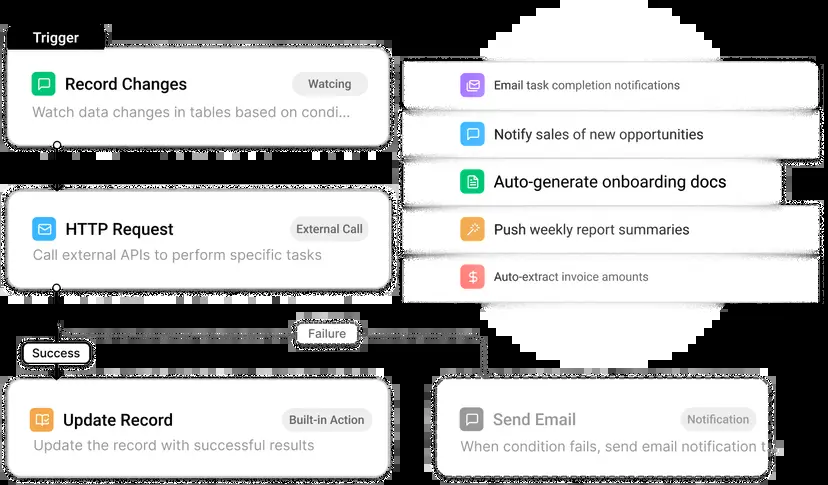 Trigger
Record Changes
Watcing
Watch data changes in tables based on condi...
HTTP Request
External Call
Call external APIs to perform specific tasks
Email task completion notifications
Notify sales of new opportunities
Auto-generate onboarding docs
Push weekly report summaries
Auto-extract invoice amounts
Failure
Success
Update Record
Built-in Action
Update the record with successful results
Send Email
Notification
When condition fails, send email notification t...